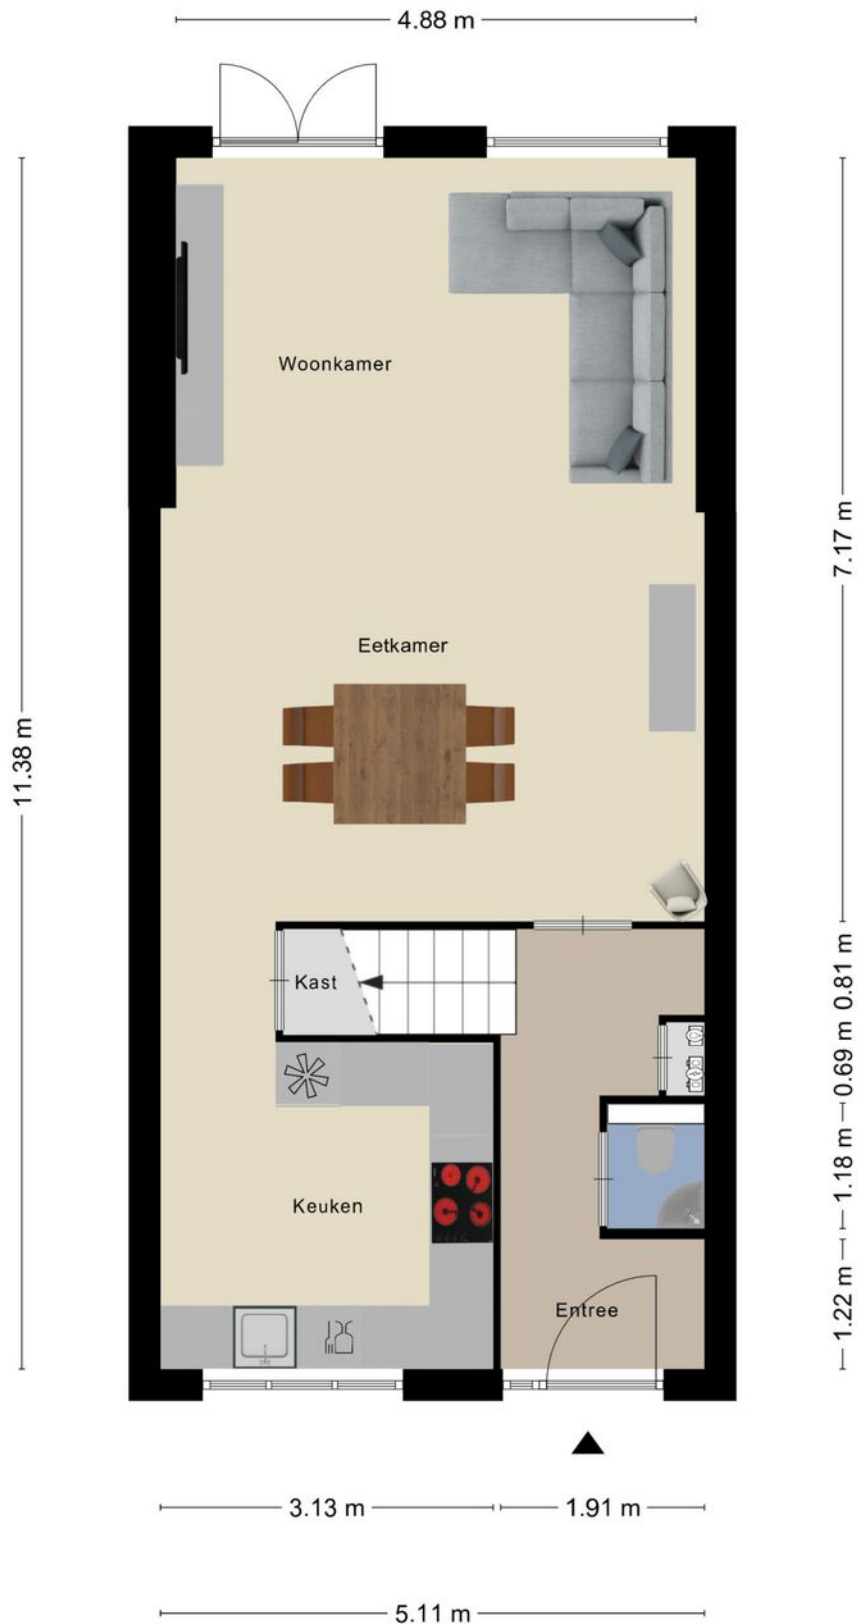 4.88 m
Woonkamer
7.17 m
Eetkamer
11.38 m
Kast
0.81 m
0.69 m
1.18 m
Keuken
1.22 m
Entree
3.13 m
1.91 m
5.11 m